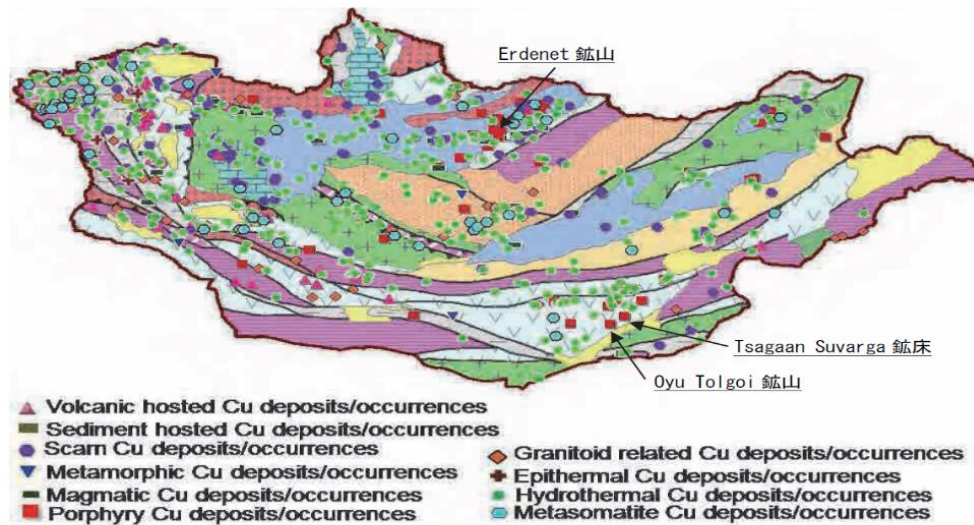 Erdenet 鉱山
Tsagaan Suvarga 鉱床
Oyu Tolgoi 鉱山
Volcanic hosted Cu deposits/occurrences
Sediment hosted Cu deposits/occurrences
Scarn Cu deposits/occurrences
Metamorphic Cu deposits/occurrences
Magmatic Cu deposits/occurrences
Porphyry Cu deposits/occurrences
Granitoid related Cu deposits/occurrences
Epithermal Cu deposits/occurrences
Hydrothermal Cu deposits/occurrences
Metasomatite Cu deposits/occurrences